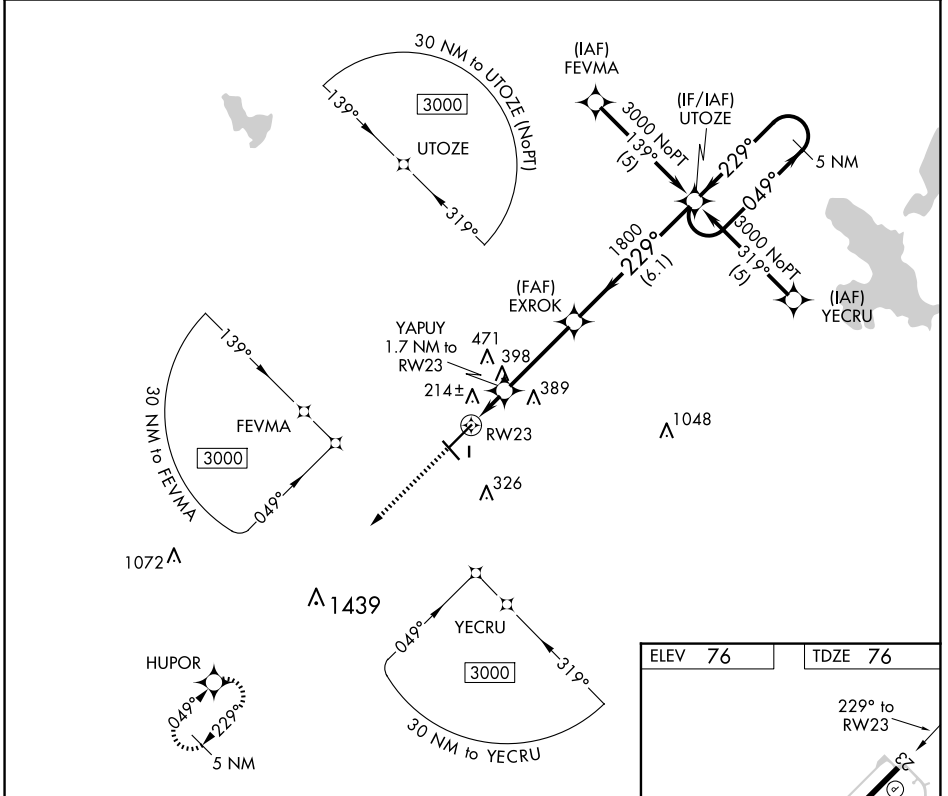 30 NM to UTOZE (NoPT)
139°
3000
UTOZE
319°
(IAF)
FEVMA
3000 NoPT
139°
(5)
(IF/IAF)
UTOZE
229°
049°
5 NM
3000 NoPT
319°
(5)
(IAF)
YECRU
1800
229°
(6.1)
(FAF)
EXROK
YAPUY
1.7 NM to
RW23
471
398
214±
389
RW23
1048
326
139°
FEVMA
30 NM to FEVMA
3000
049°
1072
1439
049°
YECRU
3000
319°
30 NM to YECRU
HUPOR
049°
229°
5 NM
ELEV 76
TDZE 76
229° to
RW23
23
P